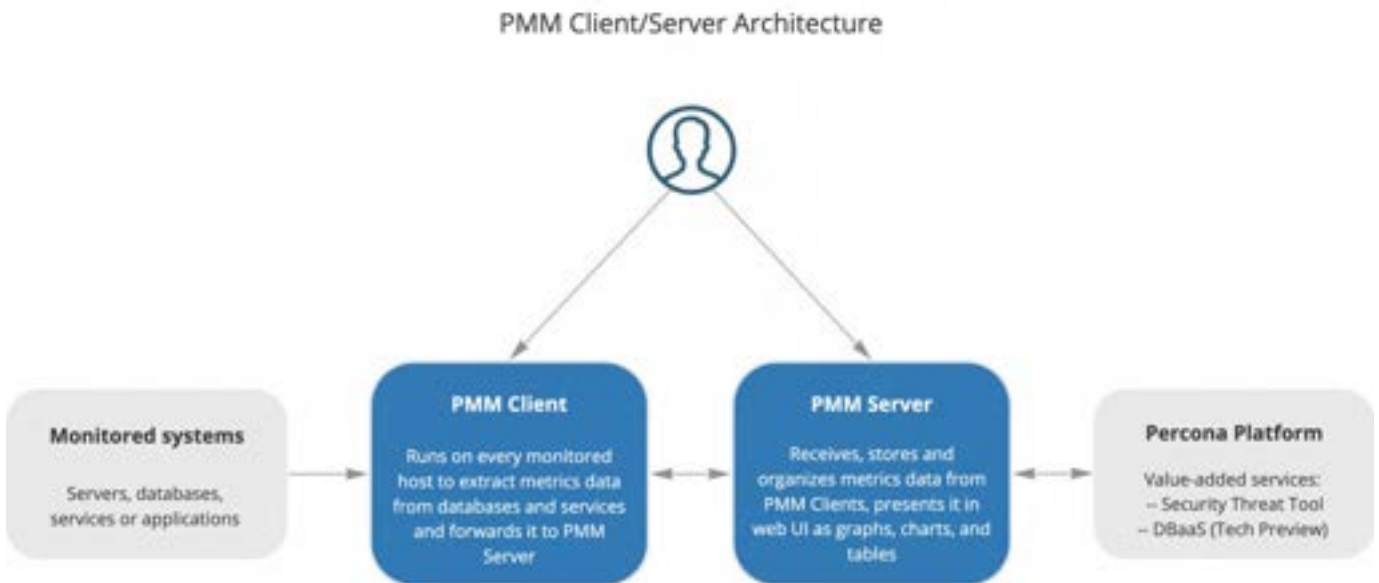 PMM Client/Server Architecture
Monitored systems
Servers, databases,
services or applications
PMM Client
Runs on every monitored
host to extract metrics data
from databases and services
and forwards it to PMM
Server
PMM Server
Receives, stores and
organizes metrics data from
PMM Clients, presents it in
web UI as graphs, charts, and
tables
Percona Platform
Value-added services:
-- Security Threat Tool
-- DBaaS (Tech Preview)